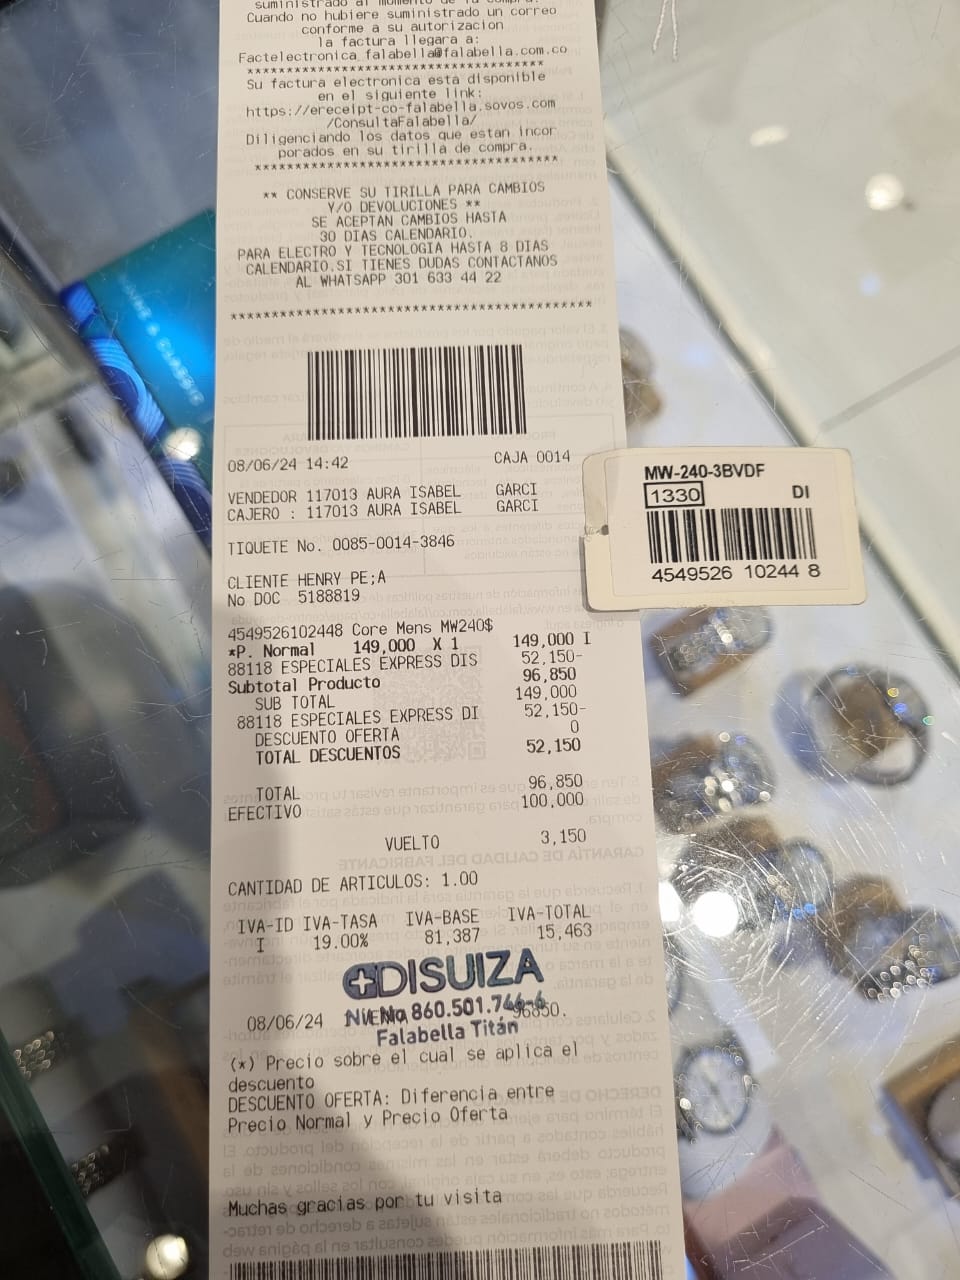 suministrado al momento de la compra.
Cuando no hubiere suministrado un correo
conforme a su autorizacion
la factura llegara a:
Factelectronica_falabella@falabella.com.co
************************************
Su factura electronica esta disponible
en el siguiente link:
https://ereceipt-co-falabella.sovos.com
/ConsultaFalabella/
Diligenciando los datos que estan incor
porados en su tirilla de compra.
************************************
** CONSERVE SU TIRILLA PARA CAMBIOS
Y/O DEVOLUCIONES **
SE ACEPTAN CAMBIOS HASTA
30 DIAS CALENDARIO.
PARA ELECTRO Y TECNOLOGIA HASTA 8 DIAS
CALENDARIO.SI TIENES DUDAS CONTACTANOS
AL WHATSAPP 301 633 44 22
******************************************
08/06/24 14:42 CAJA 0014
VENDEDOR 117013 AURA ISABEL GARCI
CAJERO : 117013 AURA ISABEL GARCI
TIQUETE No. 0085-0014-3846
CLIENTE HENRY PE;A
No DOC 5188819
4549526102448 Core Mens MW240$
*P. Normal 149,000 X 1 149,000 I
88118 ESPECIALES EXPRESS DIS 52,150-
Subtotal Producto 96,850
SUB TOTAL 149,000
88118 ESPECIALES EXPRESS DI 52,150-
DESCUENTO OFERTA 0
TOTAL DESCUENTOS 52,150
TOTAL 96,850
EFECTIVO 100,000
VUELTO 3,150
CANTIDAD DE ARTICULOS: 1.00
IVA-ID IVA-TASA IVA-BASE IVA-TOTAL
I 19.00% 81,387 15,463
DISUIZA
Nit No 860.501.746-6
08/06/24 96850.
Falabella Titán
(*) Precio sobre el cual se aplica el
descuento
DESCUENTO OFERTA: Diferencia entre
Precio Normal y Precio Oferta
Muchas gracias por tu visita
MW-240-3BVDF
1330 DI
4549526 10244 8